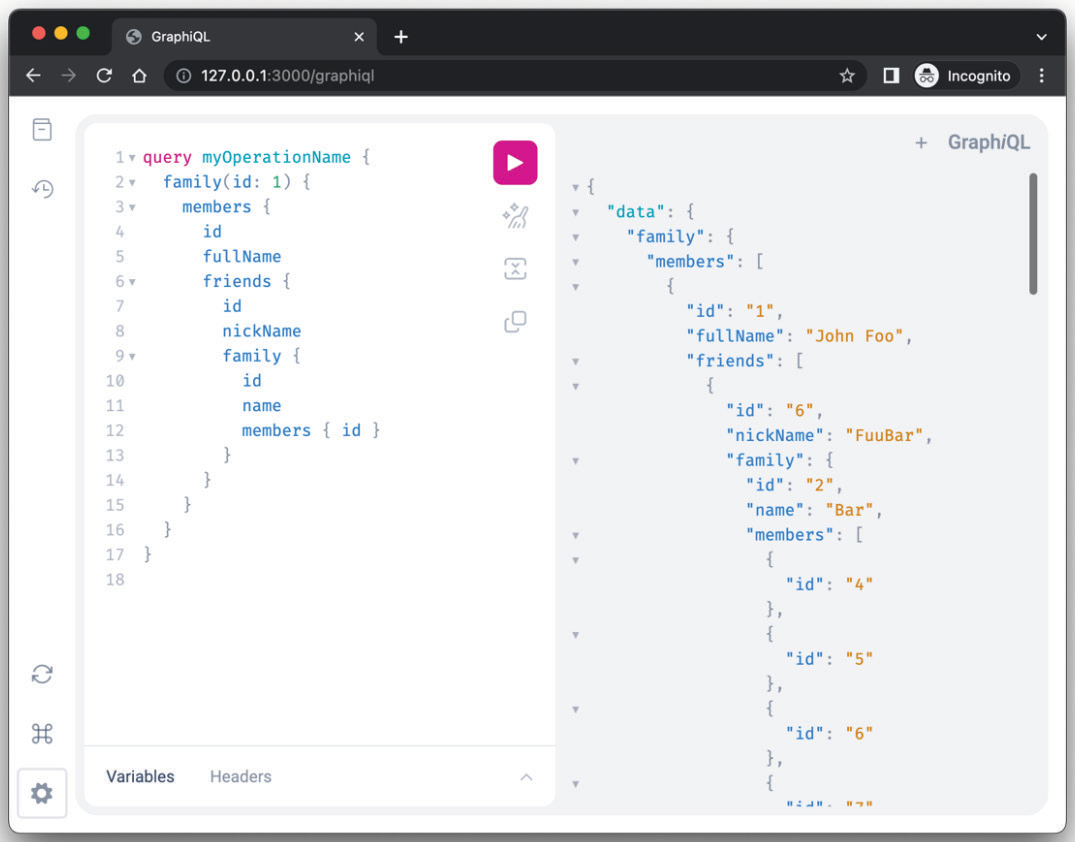 GraphiQL
127.0.0.1:3000/graphiql
Incognito
1 query myOperationName {
2 family(id: 1) {
3 members {
4 id
5 fullName
6 friends {
7 id
8 nickName
9 family {
10 id
11 name
12 members { id }
13 }
14 }
15 }
16 }
17 }
18
Variables
Headers
+ GraphiQL
{
"data": {
"family": {
"members": [
{
"id": "1",
"fullName": "John Foo",
"friends": [
{
"id": "6",
"nickName": "FuuBar",
"family": {
"id": "2",
"name": "Bar",
"members": [
{
"id": "4"
},
{
"id": "5"
},
{
"id": "6"
},
{
"id": "7"